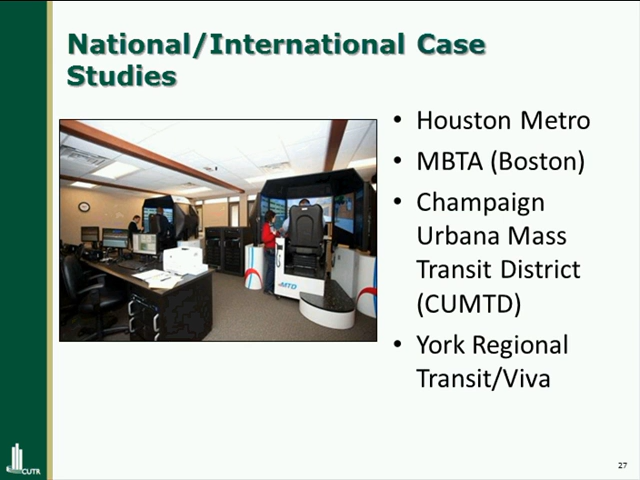 National/International Case
Studies
• Houston Metro
• MBTA (Boston)
• Champaign
Urbana Mass
Transit District
(CUMTD)
• York Regional
Transit/Viva
MTD
CUTR
27